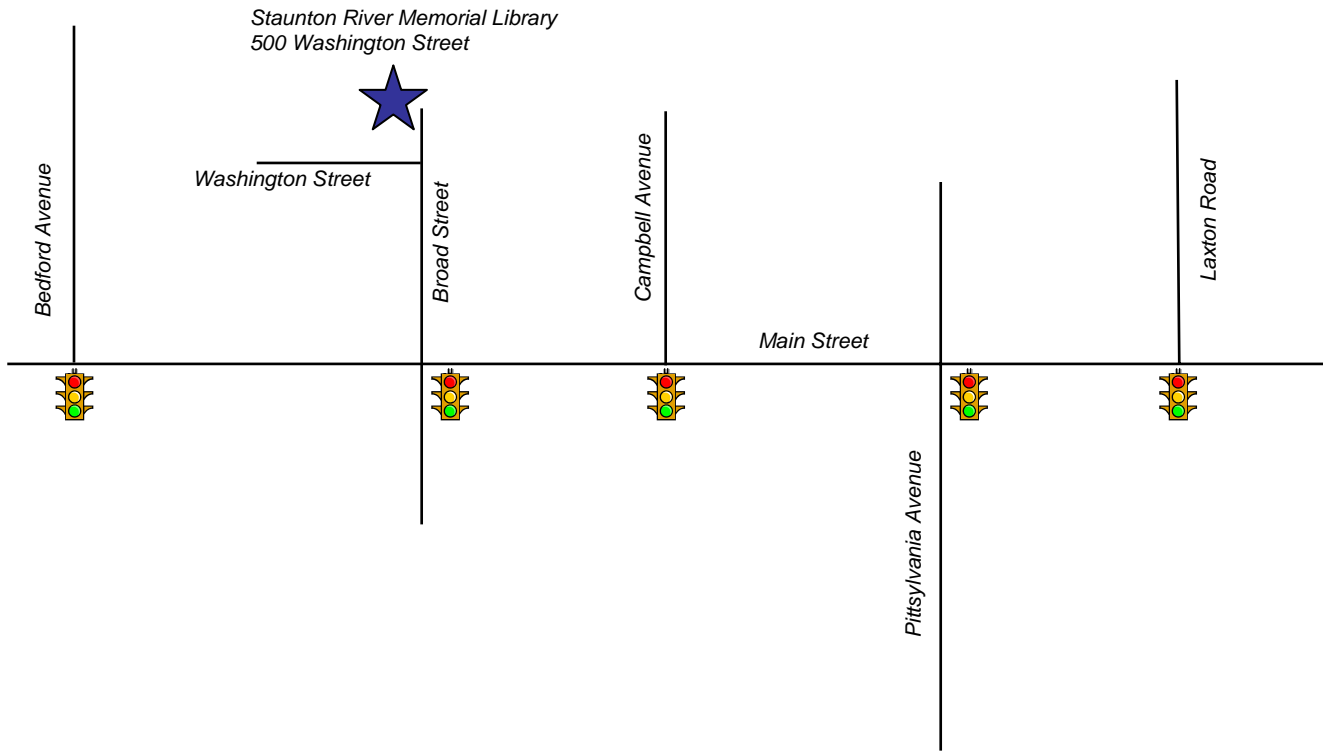 Staunton River Memorial Library
500 Washington Street
Bedford Avenue
Washington Street
Broad Street
Campbell Avenue
Laxton Road
Main Street
Pittsylvania Avenue